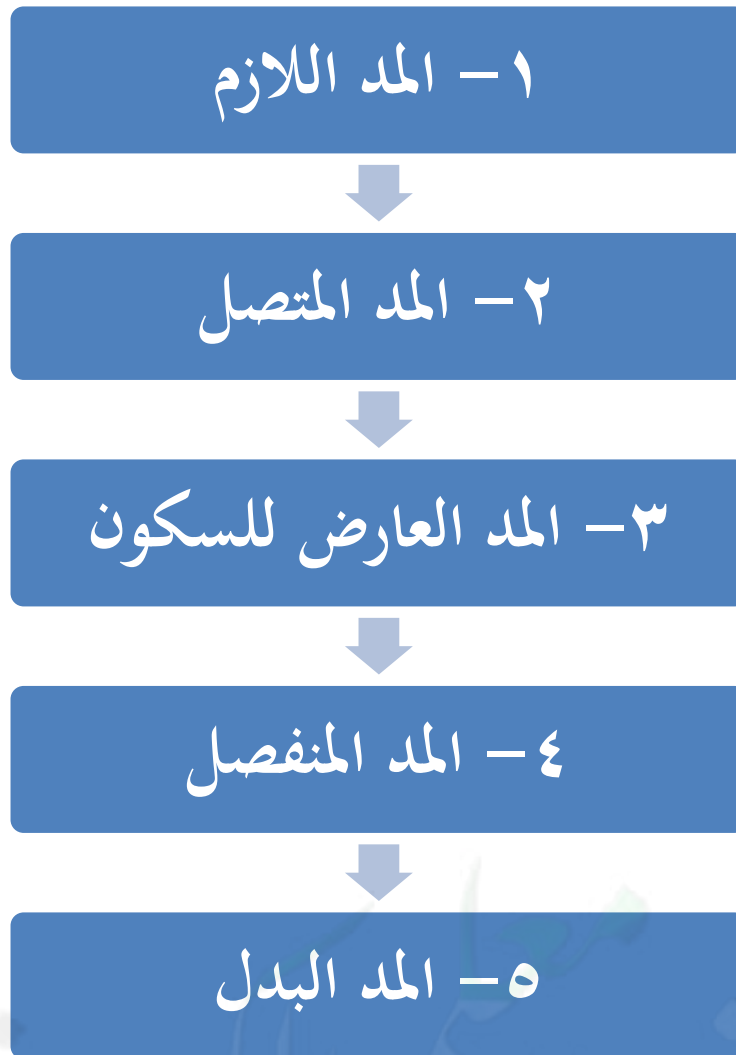 ١ – المد اللازم
٢ – المد المتصل
٣ – المد العارض للسكون
٤ – المد المنفصل
٥ – المد البدل